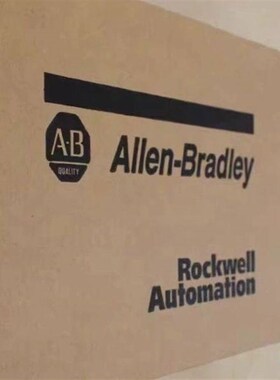 A-B
QUALITY
Allen-Bradley
Rockwell
Automation